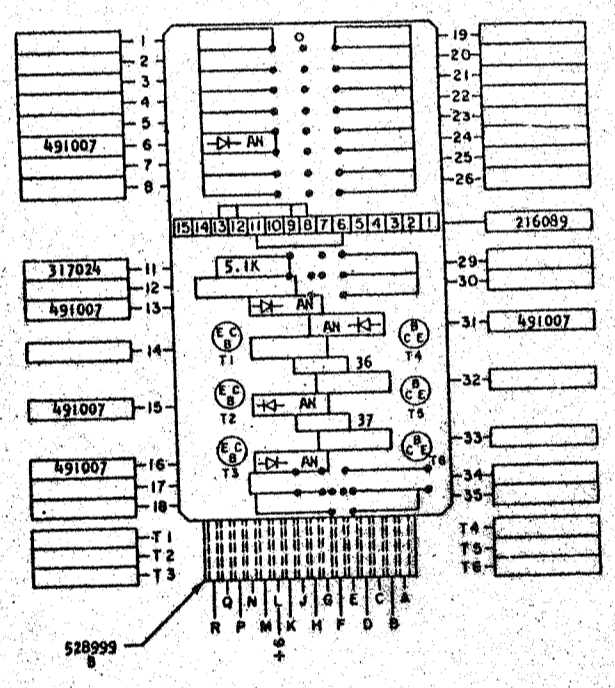 1
2
3
4
5
491007 6
7
8
AN
19
20
21
22
23
24
25
26
15 14 13 12 11 10 9 8 7 6 5 4 3 2 1
216089
317024 11
12
491007 13
14
491007 15
491007 16
17
18
T1
T2
T3
5.1K
AN
AN
E C B
T1
B C E
T4
36
E C B
T2
AN
B C E
T5
37
E C B
T3
AN
B C E
T6
29
30
31 491007
32
33
34
35
T4
T5
T6
R Q P N M L K J H G F E D C B A
+6
528999
B